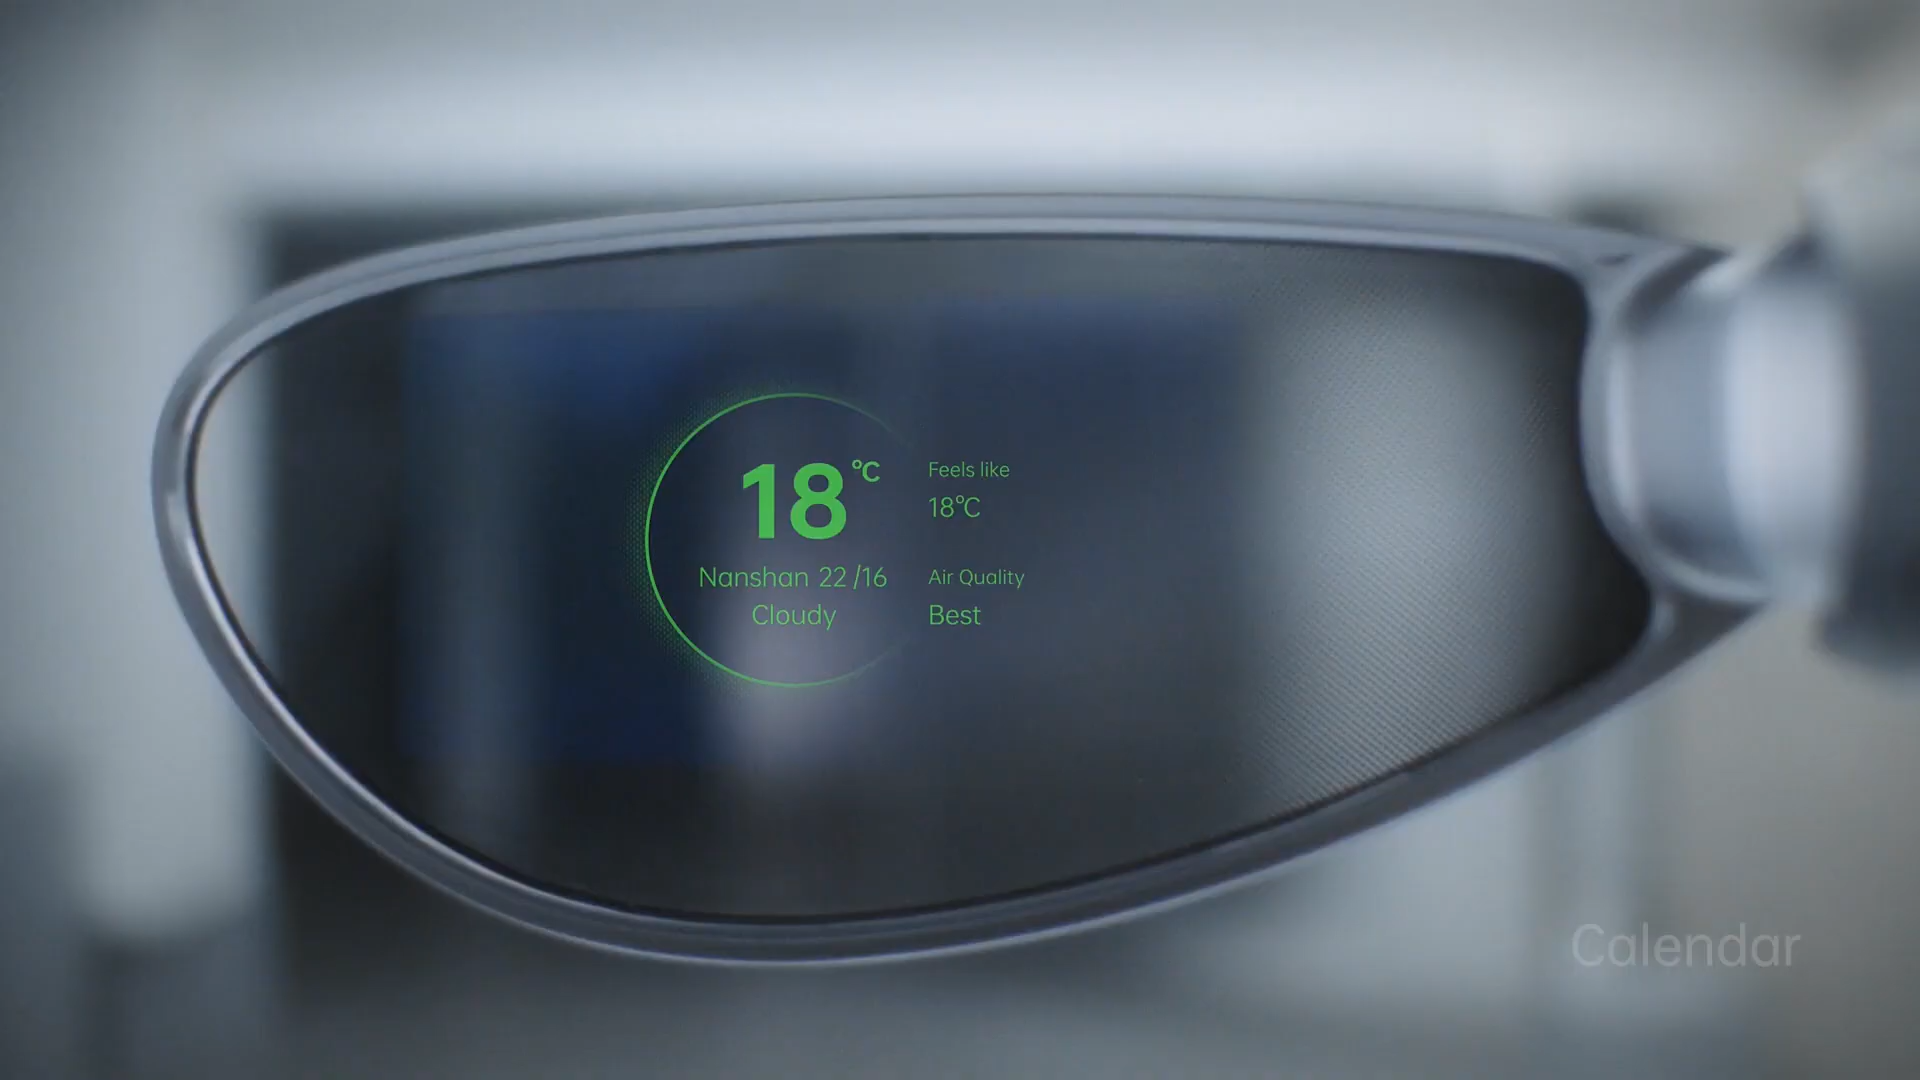 18°C
Nanshan 22/16
Cloudy
Feels like
18°C
Air Quality
Best
Calendar